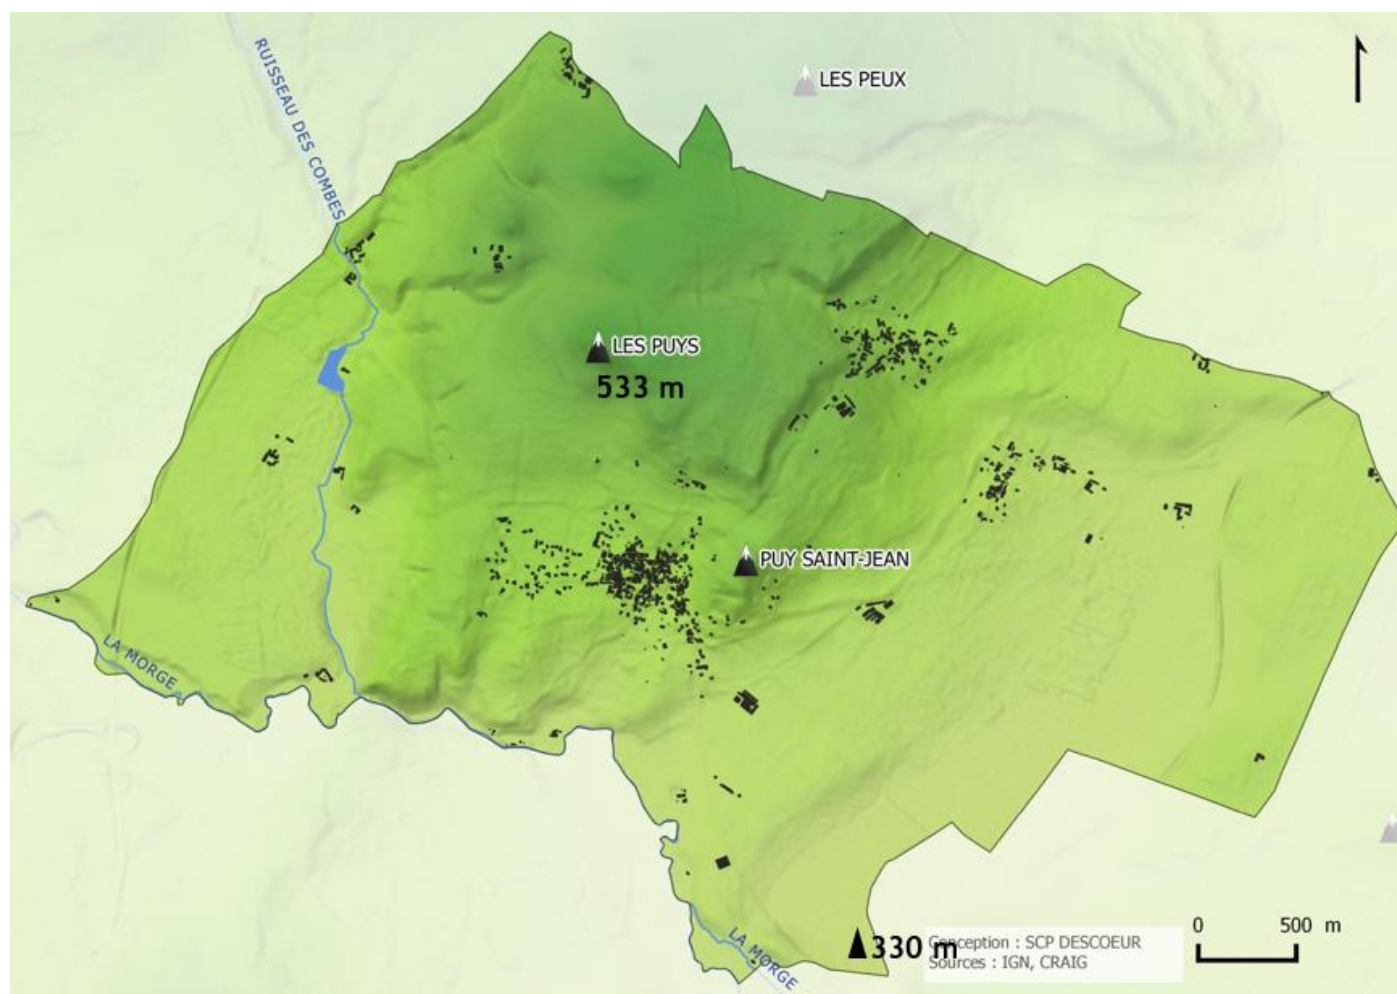 RUISSEAU DES COMBES
LES PEUX
LES PUYS
533 m
PUY SAINT-JEAN
LA MORGE
0 500 m
330 m
Conception : SCP DESCOEUR
Sources : IGN, CRAIG
LA MORGE